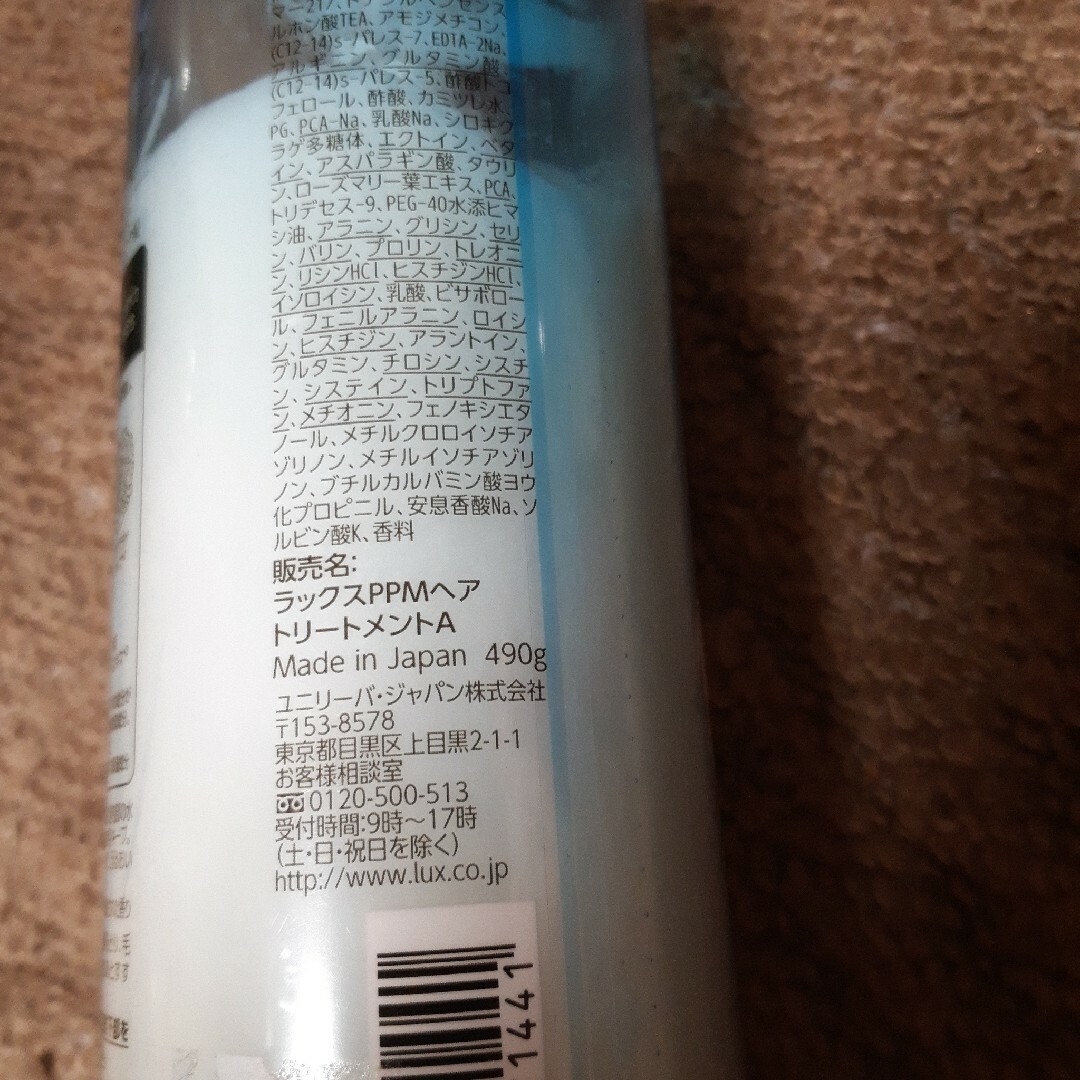 ルホン酸TEA、アモジメチコン、
(C12-14)s-パレス-7、EDTA-2Na、
アルギニン、グルタミン酸、
(C12-14)s-パレス-5、酢酸トコ
フェロール、酢酸、カミツレ水、
PG、PCA-Na、乳酸Na、シロキク
ラゲ多糖体、エクトイン、ベタ
イン、アスパラギン酸、タウリ
ン、ローズマリー葉エキス、PCA、
トリデセス-9、PEG-40水添ヒマ
シ油、アラニン、グリシン、セリ
ン、バリン、プロリン、トレオニ
ン、リシンHCl、ヒスチジンHCl、
イソロイシン、乳酸、ビサボロー
ル、フェニルアラニン、ロイシ
ン、ヒスチジン、アラントイン、
グルタミン、チロシン、シスチ
ン、システイン、トリプトファ
ン、メチオニン、フェノキシエタ
ノール、メチルクロロイソチア
ゾリノン、メチルイソチアゾリ
ノン、ブチルカルバミン酸ヨウ
化プロピニル、安息香酸Na、ソ
ルビン酸K、香料
販売名:
ラックスPPMヘア
トリートメントA
Made in Japan 490g
ユニリーバ・ジャパン株式会社
〒153-8578
東京都目黒区上目黒2-1-1
お客様相談室
0120-500-513
受付時間:9時〜17時
(土・日・祝日を除く)
http://www.lux.co.jp
1441